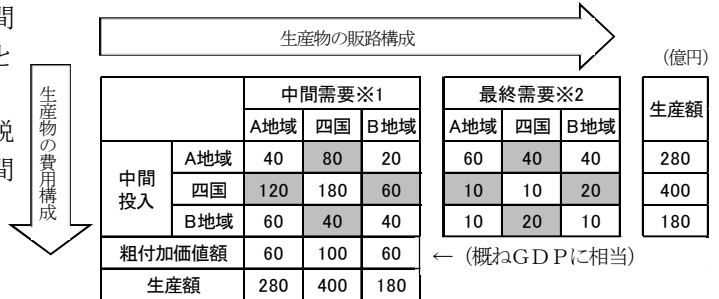 間
と
税
間
生産物の販路構成
(億円)
生産物の費用構成
中間需要※1 最終需要※2 生産額
A地域 四国 B地域 A地域 四国 B地域
中間投入 A地域 40 80 20 60 40 40 280
四国 120 180 60 10 10 20 400
B地域 60 40 40 10 20 10 180
粗付加価値額 60 100 60 ← (概ねGDPに相当)
生産額 280 400 180